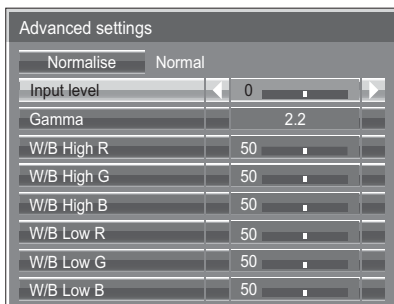 Advanced settings
Normalise Normal
Input level 0
Gamma 2.2
W/B High R 50
W/B High G 50
W/B High B 50
W/B Low R 50
W/B Low G 50
W/B Low B 50